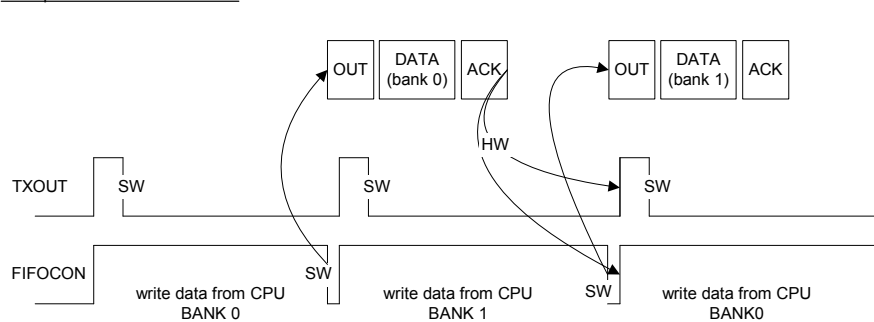 OUT DATA (bank 0) ACK OUT DATA (bank 1) ACK
HW
TXOUT SW SW SW
FIFOCON SW SW
write data from CPU BANK 0 write data from CPU BANK 1 write data from CPU BANK0